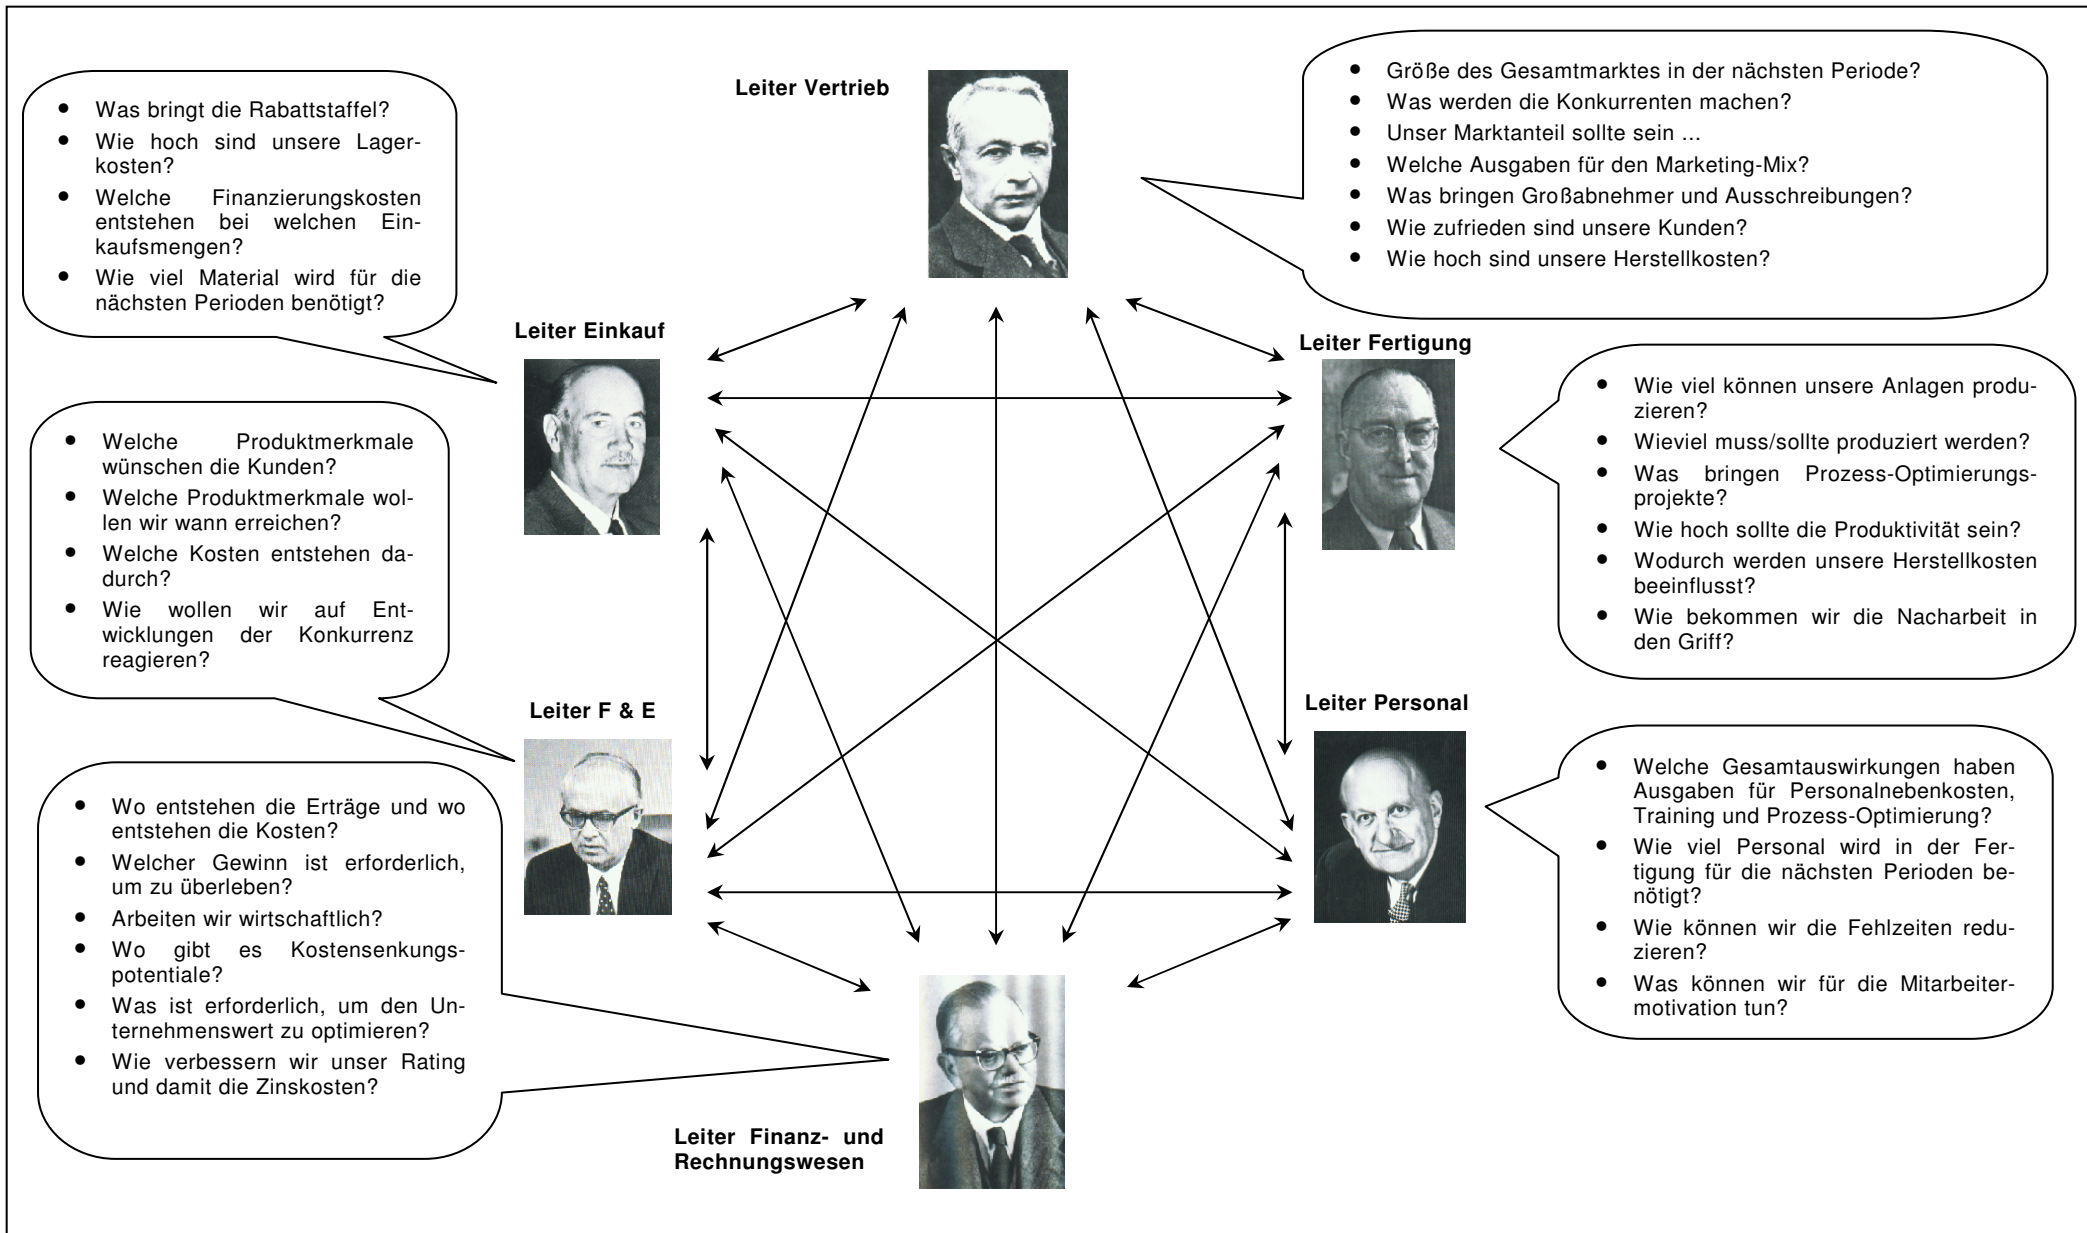 Leiter Vertrieb
• Größe des Gesamtmarktes in der nächsten Periode?
• Was werden die Konkurrenten machen?
• Unser Marktanteil sollte sein ...
• Welche Ausgaben für den Marketing-Mix?
• Was bringen Großabnehmer und Ausschreibungen?
• Wie zufrieden sind unsere Kunden?
• Wie hoch sind unsere Herstellkosten?
• Was bringt die Rabattstaffel?
• Wie hoch sind unsere Lager-
kosten?
• Welche Finanzierungskosten
entstehen bei welchen Ein-
kaufsmengen?
• Wie viel Material wird für die
nächsten Perioden benötigt?
Leiter Einkauf
Leiter Fertigung
• Wie viel können unsere Anlagen produ-
zieren?
• Wieviel muss/sollte produziert werden?
• Was bringen Prozess-Optimierungs-
projekte?
• Wie hoch sollte die Produktivität sein?
• Wodurch werden unsere Herstellkosten
beeinflusst?
• Wie bekommen wir die Nacharbeit in
den Griff?
• Welche Produktmerkmale
wünschen die Kunden?
• Welche Produktmerkmale wol-
len wir wann erreichen?
• Welche Kosten entstehen da-
durch?
• Wie wollen wir auf Ent-
wicklungen der Konkurrenz
reagieren?
Leiter F & E
Leiter Personal
• Welche Gesamtauswirkungen haben
Ausgaben für Personalnebenkosten,
Training und Prozess-Optimierung?
• Wie viel Personal wird in der Fer-
tigung für die nächsten Perioden be-
nötigt?
• Wie können wir die Fehlzeiten redu-
zieren?
• Was können wir für die Mitarbeiter-
motivation tun?
• Wo entstehen die Erträge und wo
entstehen die Kosten?
• Welcher Gewinn ist erforderlich,
um zu überleben?
• Arbeiten wir wirtschaftlich?
• Wo gibt es Kostensenkungs-
potentiale?
• Was ist erforderlich, um den Un-
ternehmenswert zu optimieren?
• Wie verbessern wir unser Rating
und damit die Zinskosten?
Leiter Finanz- und
Rechnungswesen